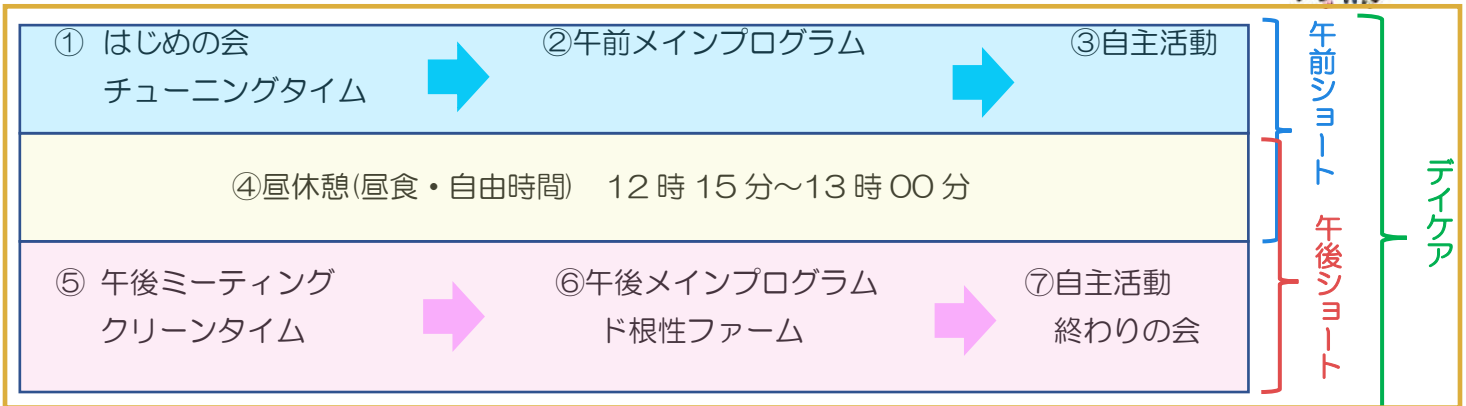 ① はじめの会
チューニングタイム
②午前メインプログラム
③自主活動
④昼休憩(昼食・自由時間) 12時15分～13時00分
⑤ 午後ミーティング
クリーンタイム
⑥午後メインプログラム
ド根性ファーム
⑦自主活動
終わりの会
午前ショート
午後ショート
デイケア